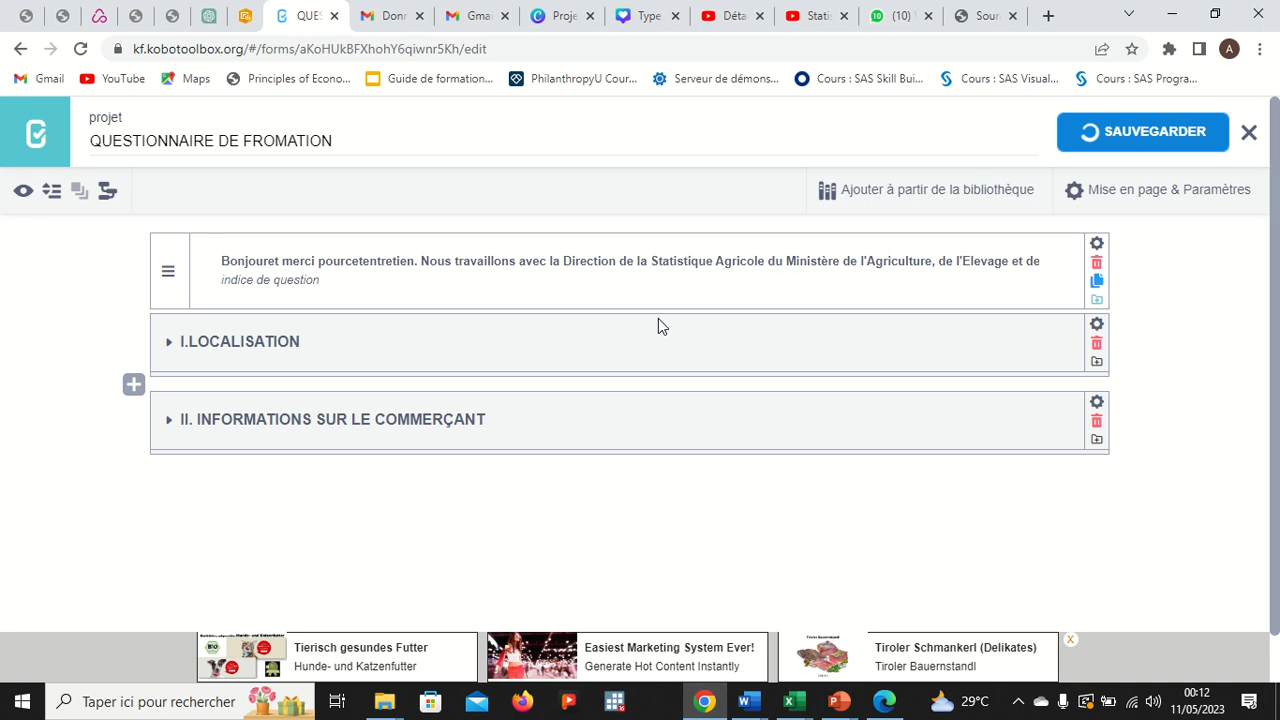 QUES
Donr
Gma
Proje
Type
Déta
Statis
10
(10) V
Sour
kf.kobotoolbox.org/#/forms/aKoHUkBFXhohY6qiwnr5Kh/edit
A
Gmail
YouTube
Maps
Principles of Econo...
Guide de formation...
PhilanthropyU Cour...
Serveur de démons...
Cours : SAS Skill Bui...
Cours : SAS Visual...
Cours : SAS Progra...
projet
QUESTIONNAIRE DE FROMATION
SAUVEGARDER
Ajouter à partir de la bibliothèque
Mise en page & Paramètres
Bonjouret merci pourcetentretien. Nous travaillons avec la Direction de la Statistique Agricole du Ministère de l'Agriculture, de l'Elevage et de
indice de question
I.LOCALISATION
II. INFORMATIONS SUR LE COMMERÇANT
Tierisch gesundes Futter
Hunde- und Katzenfutter
Easiest Marketing System Ever!
Generate Hot Content Instantly
Tiroler Schmankerl (Delikates)
Tiroler Bauernstandl
X
Taper ici pour rechercher
29°C
00:12
11/05/2023